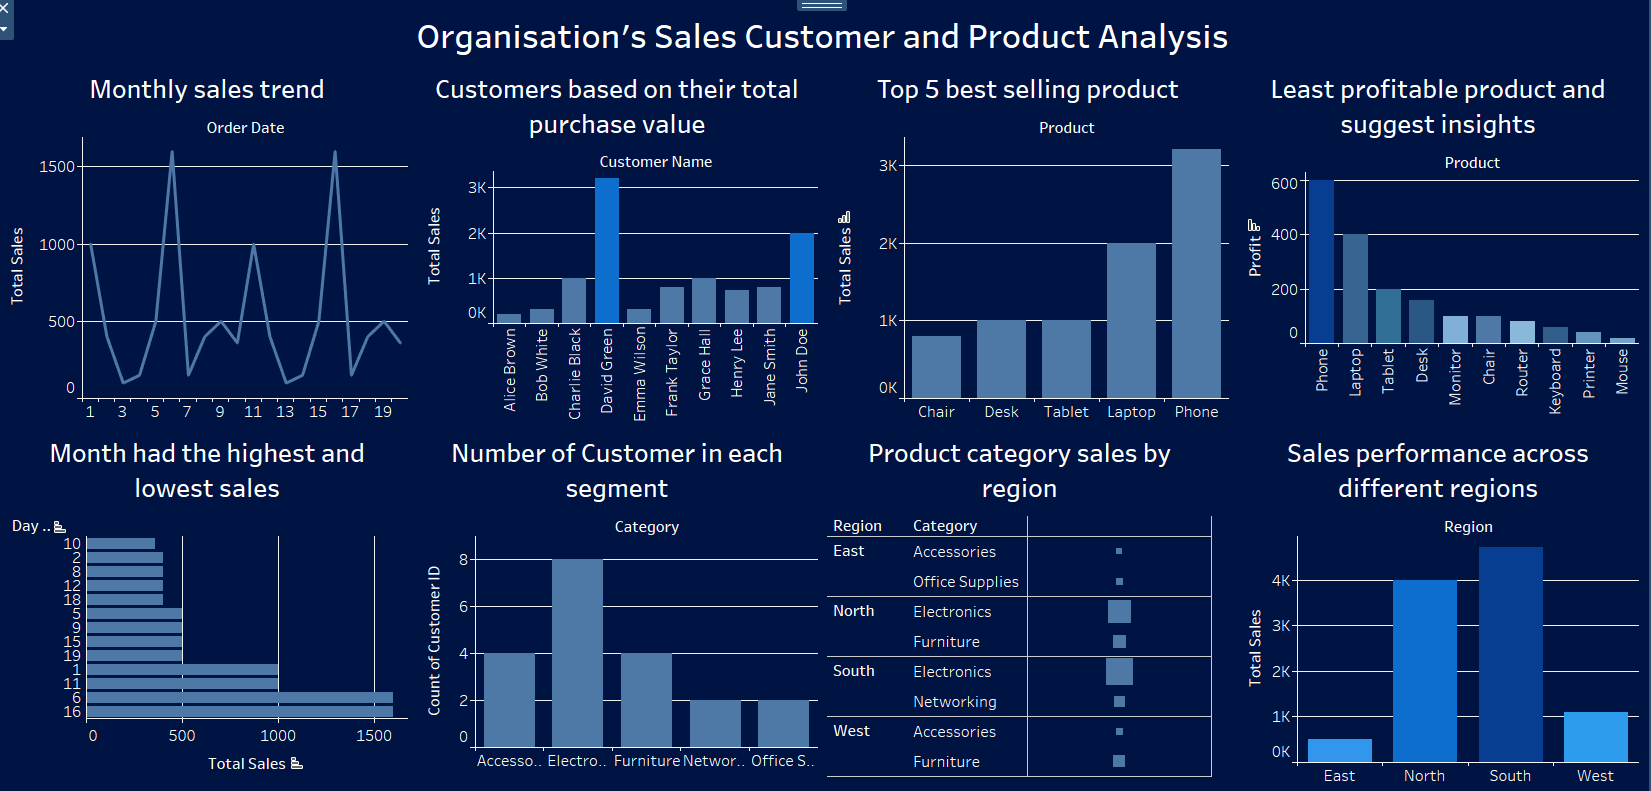 Organisation's Sales Customer and Product Analysis
Monthly sales trend
Order Date
Total Sales
1500
1000
500
0
1 3 5 7 9 11 13 15 17 19
Customers based on their total
purchase value
Customer Name
Total Sales
3K
2K
1K
0K
Alice Brown
Bob White
Charlie Black
David Green
Emma Wilson
Frank Taylor
Grace Hall
Henry Lee
Jane Smith
John Doe
Top 5 best selling product
Product
Total Sales
3K
2K
1K
0K
Chair Desk Tablet Laptop Phone
Least profitable product and
suggest insights
Product
Profit
600
400
200
0
Phone
Laptop
Tablet
Desk
Monitor
Chair
Router
Keyboard
Printer
Mouse
Month had the highest and
lowest sales
Day ..
10
2
8
12
18
5
9
15
19
1
11
6
16
0 500 1000 1500
Total Sales
Number of Customer in each
segment
Category
Count of Customer ID
8
6
4
2
0
Accesso.. Electro.. Furniture Networ.. Office S..
Product category sales by
region
Region Category
East Accessories
Office Supplies
North Electronics
Furniture
South Electronics
Networking
West Accessories
Furniture
Sales performance across
different regions
Region
Total Sales
4K
3K
2K
1K
0K
East North South West